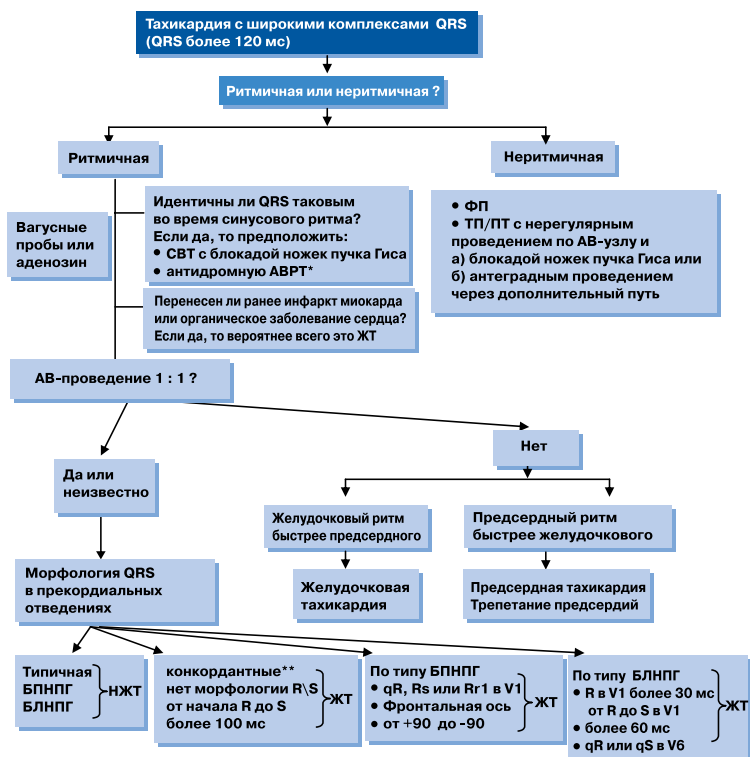 Тахикардия с широкими комплексами QRS
(QRS более 120 мс)
Ритмичная или неритмичная ?
Ритмичная
Неритмичная
Вагусные
пробы или
аденозин
Идентичны ли QRS таковым
во время синусового ритма?
Если да, то предположить:
• СВТ с блокадой ножек пучка Гиса
• антидромную АВРТ*
• ФП
• ТП/ПТ с нерегулярным
проведением по АВ-узлу и
а) блокадой ножек пучка Гиса или
б) антеградным проведением
через дополнительный путь
Перенесен ли ранее инфаркт миокарда
или органическое заболевание сердца?
Если да, то вероятнее всего это ЖТ
АВ-проведение 1 : 1 ?
Нет
Да или
неизвестно
Желудочковый ритм
быстрее предсердного
Предсердный ритм
быстрее желудочкового
Морфология QRS
в прекордиальных
отведениях
Желудочковая
тахикардия
Предсердная тахикардия
Трепетание предсердий
Типичная
БПНПГ
БЛНПГ
НЖТ
конкордантные**
нет морфологии R\S
от начала R до S
более 100 мс
ЖТ
По типу БПНПГ
• qR, Rs или Rr1 в V1
• Фронтальная ось
• от +90 до -90
ЖТ
По типу БЛНПГ
• R в V1 более 30 мс
от R до S в V1
• более 60 мс
• qR или qS в V6
ЖТ